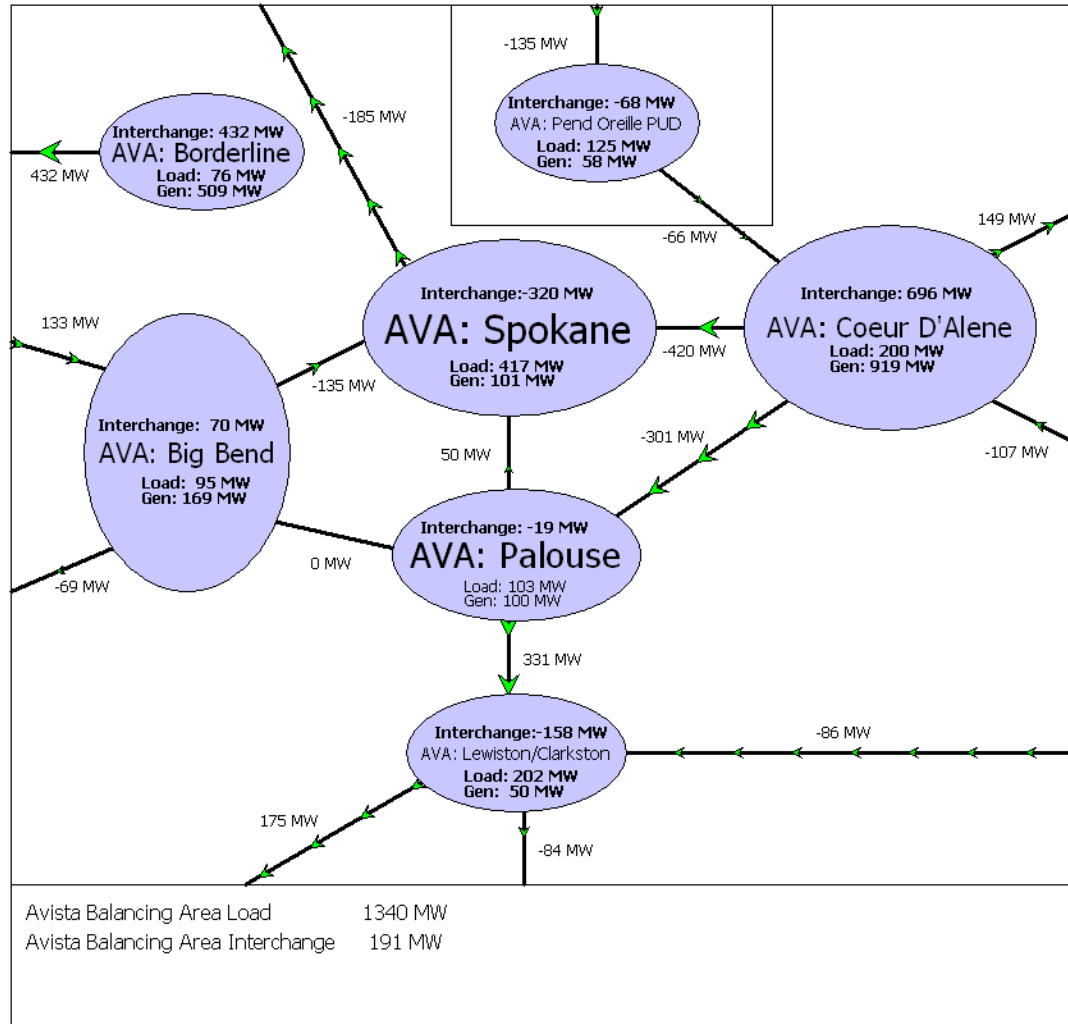 -135 MW
Interchange: -68 MW
AVA: Pend Oreille PUD
Load: 125 MW
Gen: 58 MW
-185 MW
Interchange: 432 MW
AVA: Borderline
Load: 76 MW
Gen: 509 MW
432 MW
-66 MW
149 MW
Interchange:-320 MW
AVA: Spokane
Load: 417 MW
Gen: 101 MW
Interchange: 696 MW
AVA: Coeur D'Alene
Load: 200 MW
Gen: 919 MW
133 MW
-420 MW
-135 MW
Interchange: 70 MW
AVA: Big Bend
Load: 95 MW
Gen: 169 MW
-301 MW
50 MW
-107 MW
Interchange: -19 MW
AVA: Palouse
Load: 103 MW
Gen: 100 MW
0 MW
-69 MW
331 MW
Interchange:-158 MW
AVA: Lewiston/Clarkston
Load: 202 MW
Gen: 50 MW
-86 MW
175 MW
-84 MW
Avista Balancing Area Load 1340 MW
Avista Balancing Area Interchange 191 MW